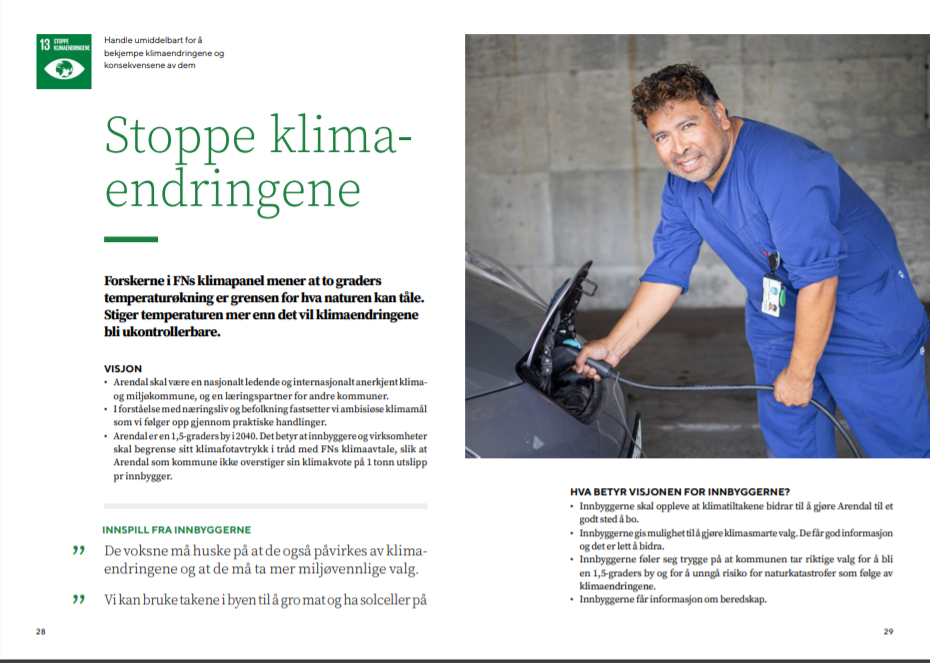 13 STOPPE
KLIMAENDRINGENE
Handle umiddelbart for å
bekjempe klimaendringene og
konsekvensene av dem
Stoppe klima-
endringene
Forskerne i FNs klimapanel mener at to graders
temperaturøkning er grensen for hva naturen kan tåle.
Stiger temperaturen mer enn det vil klimaendringene
bli ukontrollerbare.
VISJON
• Arendal skal være en nasjonalt ledende og internasjonalt anerkjent klima-
og miljøkommune, og en læringspartner for andre kommuner.
• I forståelse med næringsliv og befolkning fastsetter vi ambisiøse klimamål
som vi følger opp gjennom praktiske handlinger.
• Arendal er en 1,5-graders by i 2040. Det betyr at innbyggere og virksomheter
skal begrense sitt klimafotavtrykk i tråd med FNs klimaavtale, slik at
Arendal som kommune ikke overstiger sin klimakvote på 1 tonn utslipp
pr innbygger.
INNSPILL FRA INNBYGGERNE
” De voksne må huske på at de også påvirkes av klima-
endringene og at de må ta mer miljøvennlige valg.
” Vi kan bruke takene i byen til å gro mat og ha solceller på
28
HVA BETYR VISJONEN FOR INNBYGGERNE?
• Innbyggerne skal oppleve at klimatiltakene bidrar til å gjøre Arendal til et
godt sted å bo.
• Innbyggerne gis mulighet til å gjøre klimasmarte valg. De får god informasjon
og det er lett å bidra.
• Innbyggerne føler seg trygge på at kommunen tar riktige valg for å bli
en 1,5-graders by og for å unngå risiko for naturkatastrofer som følge av
klimaendringene.
• Innbyggerne får informasjon om beredskap.
29